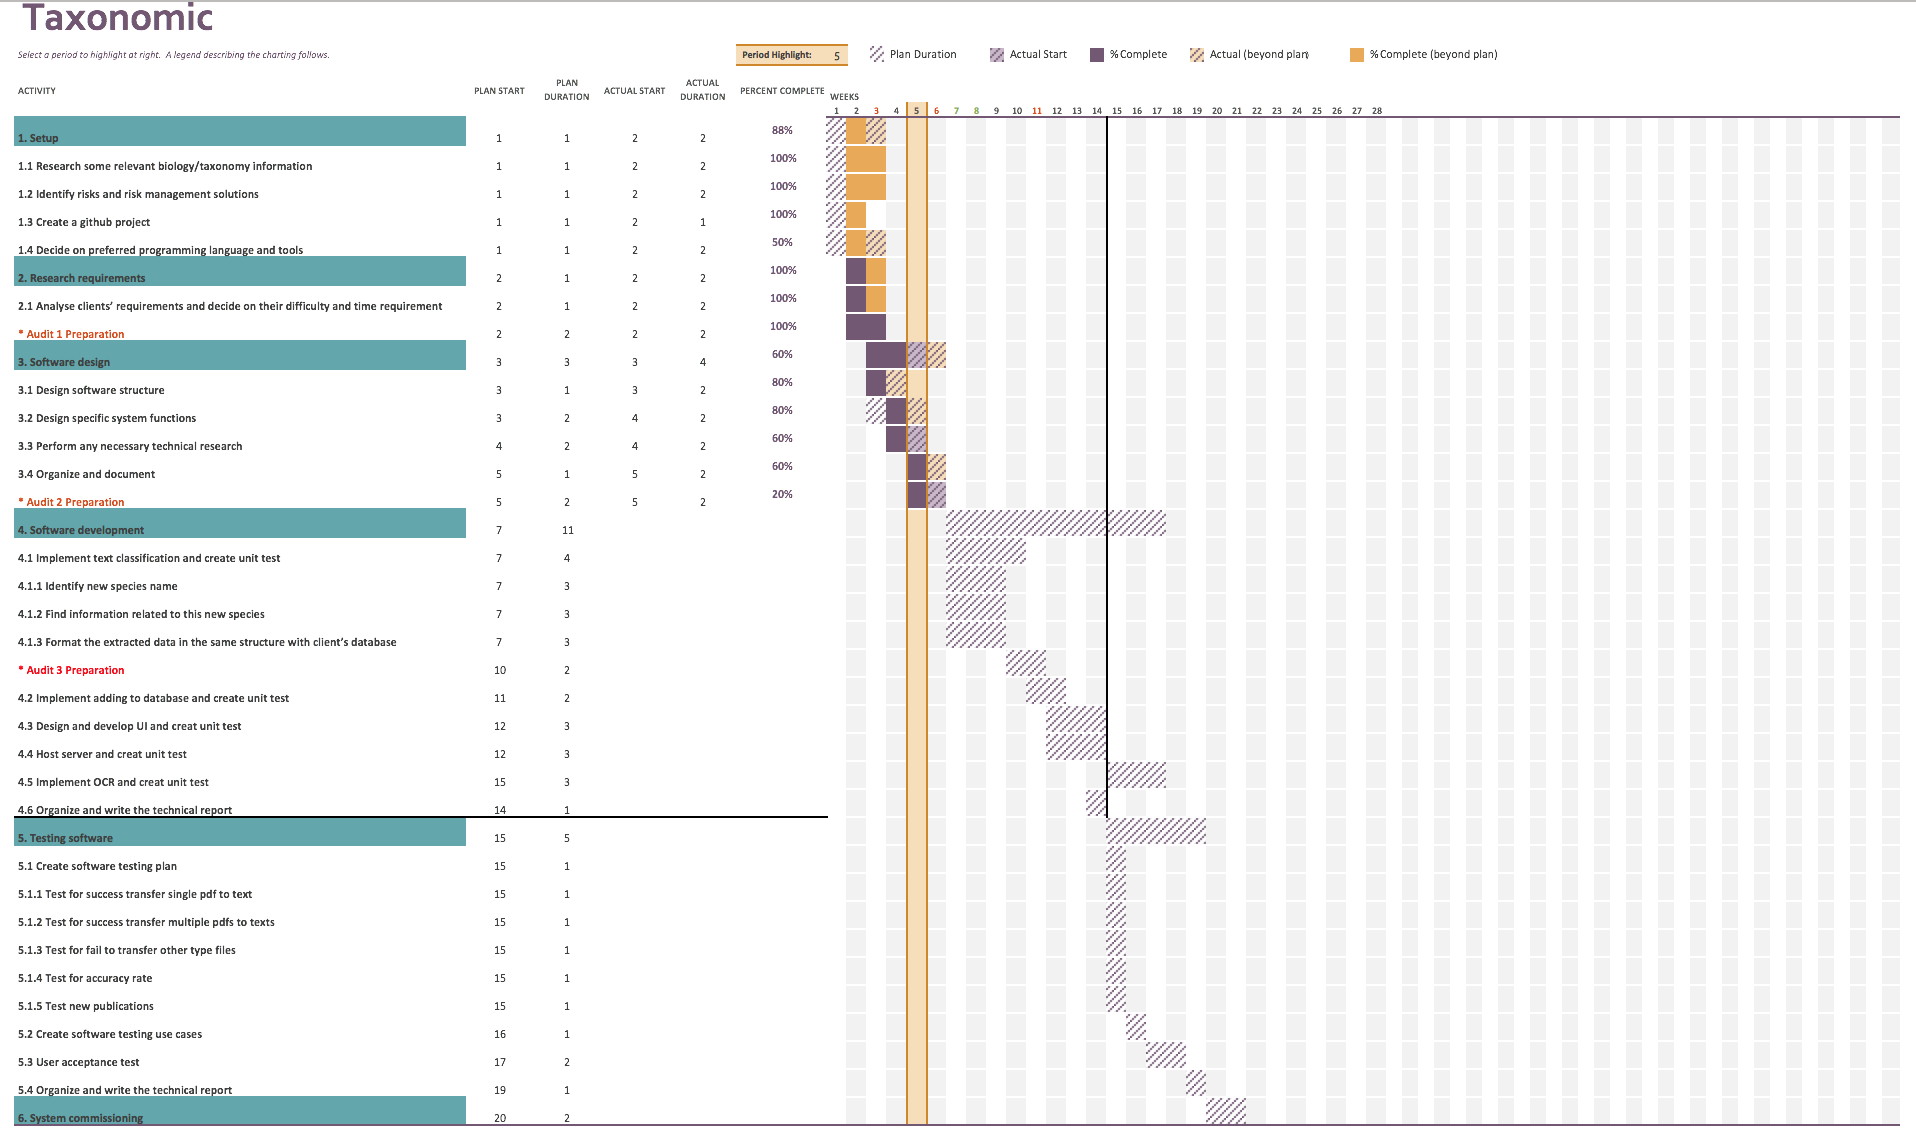 Taxonomic
Select a period to highlight at right. A legend describing the charting follows.
Period Highlight: 5 Plan Duration Actual Start % Complete Actual (beyond plan) % Complete (beyond plan)
ACTIVITY PLAN START PLAN DURATION ACTUAL START ACTUAL DURATION PERCENT COMPLETE WEEKS
1 2 3 4 5 6 7 8 9 10 11 12 13 14 15 16 17 18 19 20 21 22 23 24 25 26 27 28
1. Setup 1 1 2 2 88%
1.1 Research some relevant biology/taxonomy information 1 1 2 2 100%
1.2 Identify risks and risk management solutions 1 1 2 2 100%
1.3 Create a github project 1 1 2 1 100%
1.4 Decide on preferred programming language and tools 1 1 2 2 50%
2. Research requirements 2 1 2 2 100%
2.1 Analyse clients' requirements and decide on their difficulty and time requirement 2 1 2 2 100%
* Audit 1 Preparation 2 2 2 2 100%
3. Software design 3 3 3 4 60%
3.1 Design software structure 3 1 3 2 80%
3.2 Design specific system functions 3 2 4 2 80%
3.3 Perform any necessary technical research 4 2 4 2 60%
3.4 Organize and document 5 1 5 2 60%
* Audit 2 Preparation 5 2 5 2 20%
4. Software development 7 11
4.1 Implement text classification and create unit test 7 4
4.1.1 Identify new species name 7 3
4.1.2 Find information related to this new species 7 3
4.1.3 Format the extracted data in the same structure with client's database 7 3
* Audit 3 Preparation 10 2
4.2 Implement adding to database and create unit test 11 2
4.3 Design and develop UI and creat unit test 12 3
4.4 Host server and creat unit test 12 3
4.5 Implement OCR and creat unit test 15 3
4.6 Organize and write the technical report 14 1
5. Testing software 15 5
5.1 Create software testing plan 15 1
5.1.1 Test for success transfer single pdf to text 15 1
5.1.2 Test for success transfer multiple pdfs to texts 15 1
5.1.3 Test for fail to transfer other type files 15 1
5.1.4 Test for accuracy rate 15 1
5.1.5 Test new publications 15 1
5.2 Create software testing use cases 16 1
5.3 User acceptance test 17 2
5.4 Organize and write the technical report 19 1
6. System commissioning 20 2